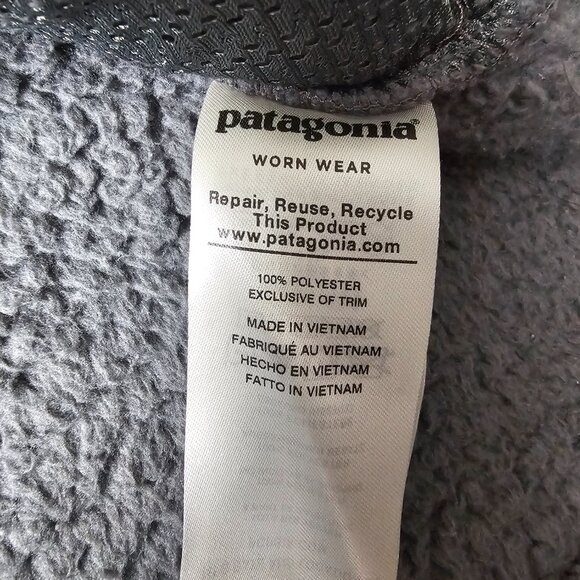 patagonia®
WORN WEAR
Repair, Reuse, Recycle
This Product
www.patagonia.com
100% POLYESTER
EXCLUSIVE OF TRIM
MADE IN VIETNAM
FABRIQUÉ AU VIETNAM
HECHO EN VIETNAM
FATTO IN VIETNAM